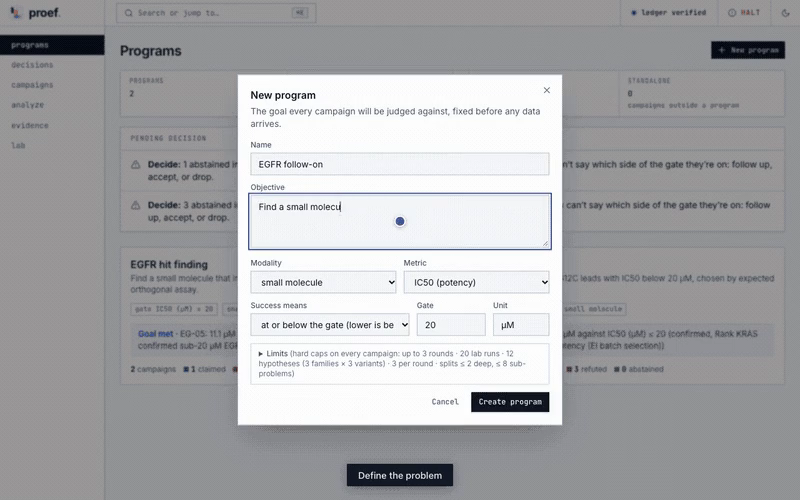 proef.
Search or jump to…
⌘K
ledger verified
HALT
programs
decisions
campaigns
analyze
evidence
lab
Programs
+ New program
PROGRAMS
2
STANDALONE
0
campaigns outside a program
PENDING DECISION
Decide: 1 abstained
n't say which side of the gate they're on: follow up,
accept, or drop.
Decide: 3 abstained
can't say which side of the gate they're on: follow
up, accept, or drop.
EGFR hit finding
Find a small molecule that in
orthogonal assay.
G12C leads with IC50 below 20 µM, chosen by expected
gate IC50 (µM) ≤ 20
small molecule
Goal met · EG-05: 11.1 µM
confirmed sub-20 µM EGF
µM against IC50 (µM) ≤ 20 (confirmed, Rank KRAS
potency (EI batch selection))
2 campaigns
1 claimed
3 refuted
0 abstained
New program
The goal every campaign will be judged against, fixed before any data
arrives.
Name
EGFR follow-on
Objective
Find a small molecu
Modality
Metric
small molecule
IC50 (potency)
Success means
Gate
Unit
at or below the gate (lower is be
20
µM
▶ Limits (hard caps on every campaign: up to 3 rounds · 20 lab runs · 12
hypotheses (3 families × 3 variants) · 3 per round · splits ≤ 2 deep, ≤ 8 sub-
problems)
Cancel
Create program
Define the problem